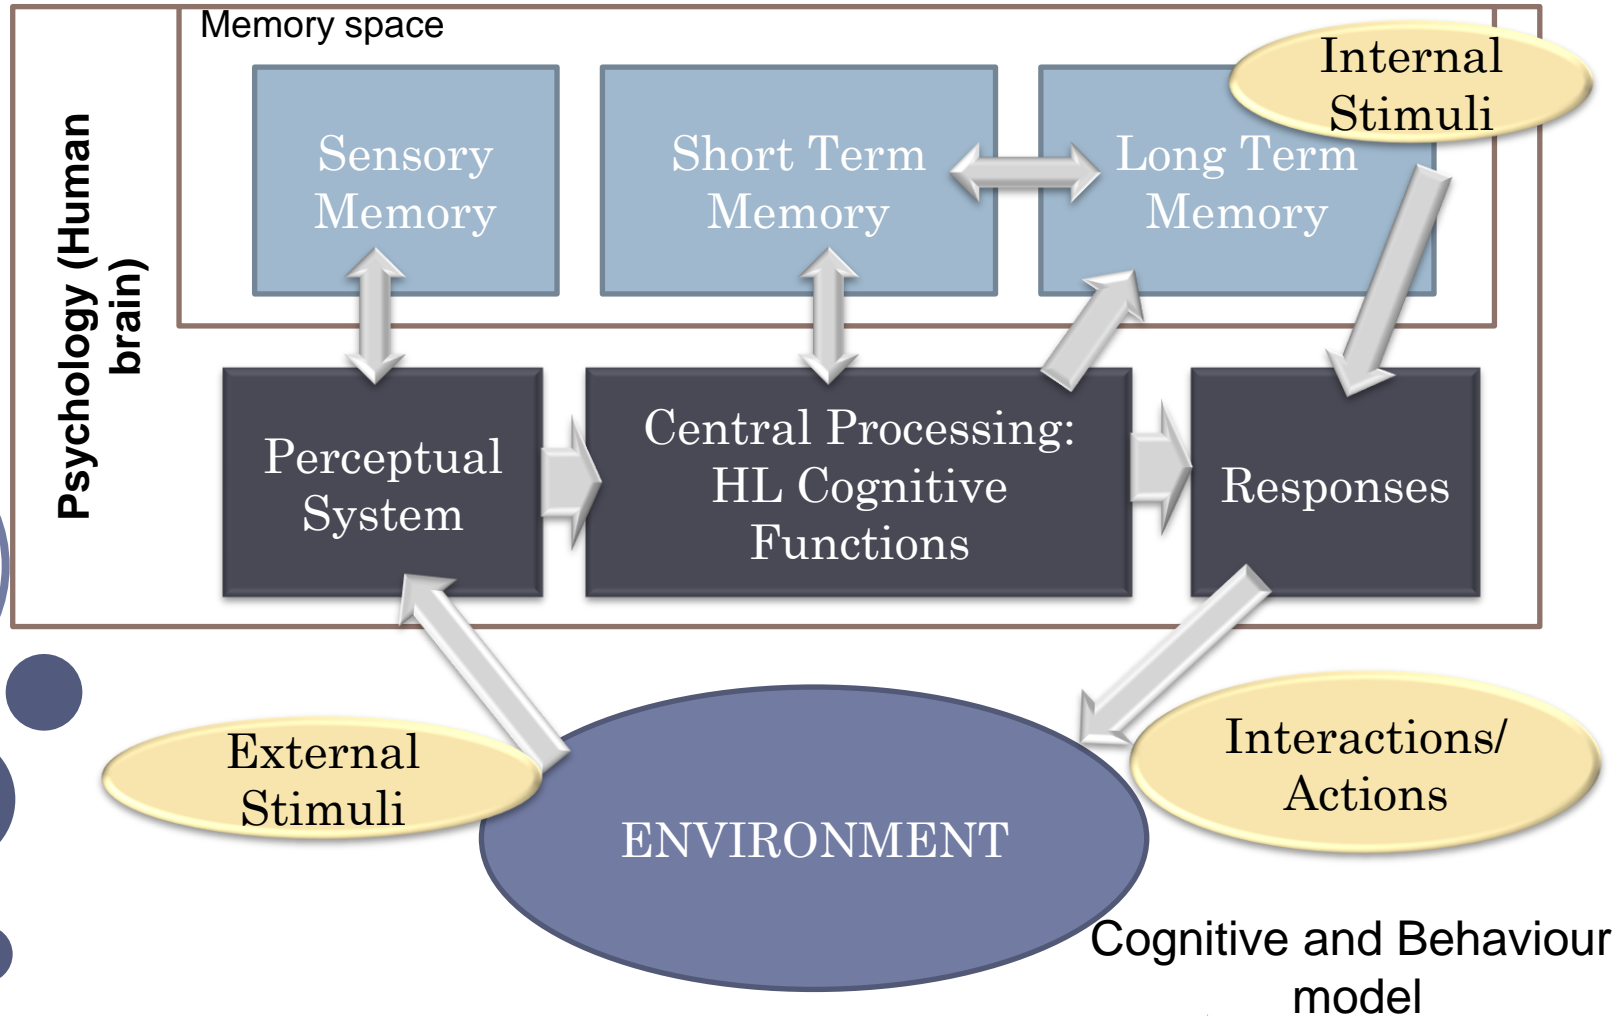 Memory space
Internal
Stimuli
Psychology (Human
brain)
Sensory
Memory
Short Term
Memory
Long Term
Memory
Perceptual
System
Central Processing:
HL Cognitive
Functions
Responses
External
Stimuli
ENVIRONMENT
Interactions/
Actions
Cognitive and Behaviour
model